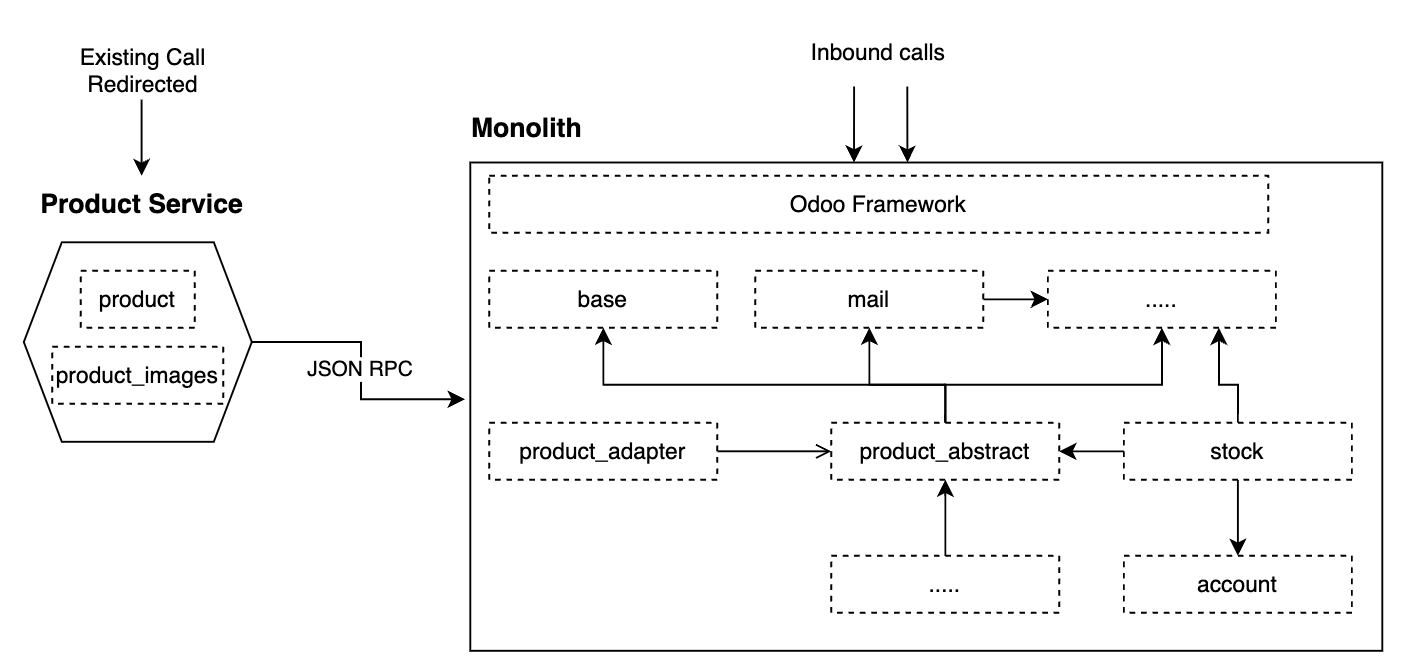 Existing Call
Redirected
Inbound calls
Monolith
Product Service
Odoo Framework
product
product_images
JSON RPC
base
mail
.....
product_adapter
product_abstract
stock
.....
account